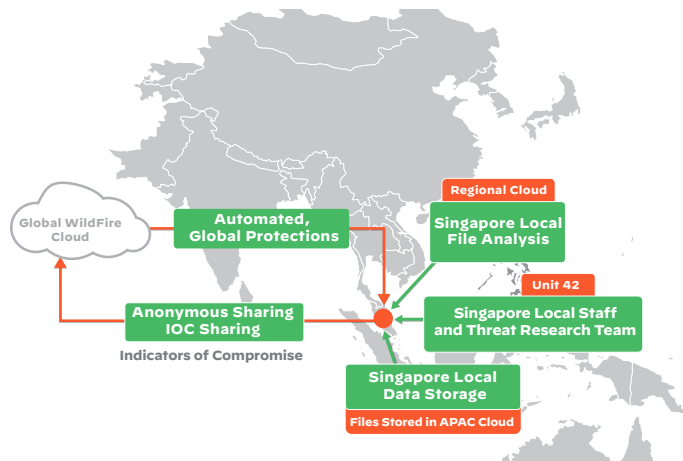 Regional Cloud
Singapore Local
File Analysis
Automated,
Global Protections
Global WildFire
Cloud
Unit 42
Singapore Local Staff
and Threat Research Team
Anonymous Sharing
IOC Sharing
Indicators of Compromise
Singapore Local
Data Storage
Files Stored in APAC Cloud